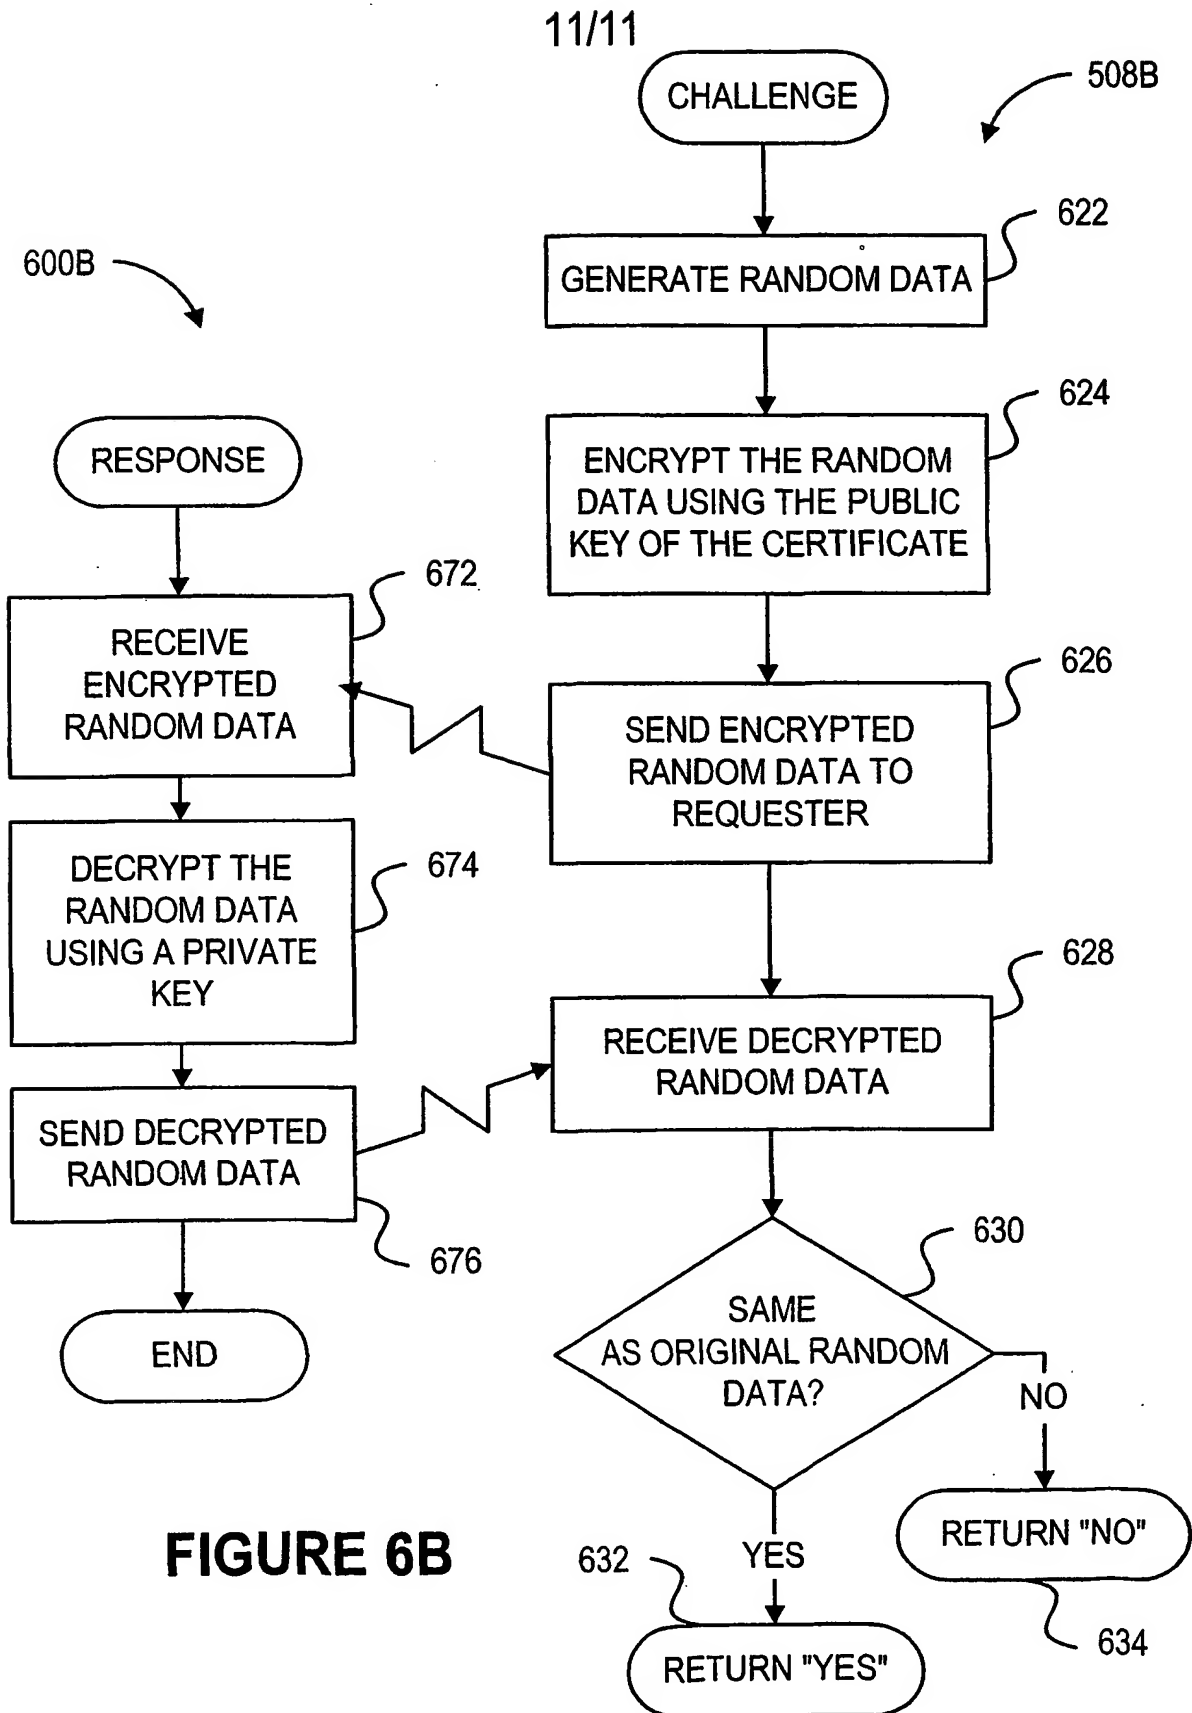 11/11
CHALLENGE
508B
622
GENERATE RANDOM DATA
600B
624
ENCRYPT THE RANDOM
DATA USING THE PUBLIC
KEY OF THE CERTIFICATE
RESPONSE
672
RECEIVE
ENCRYPTED
RANDOM DATA
626
SEND ENCRYPTED
RANDOM DATA TO
REQUESTER
674
DECRYPT THE
RANDOM DATA
USING A PRIVATE
KEY
628
RECEIVE DECRYPTED
RANDOM DATA
SEND DECRYPTED
RANDOM DATA
676
630
SAME
AS ORIGINAL RANDOM
DATA?
END
NO
RETURN "NO"
634
YES
632
RETURN "YES"
FIGURE 6B